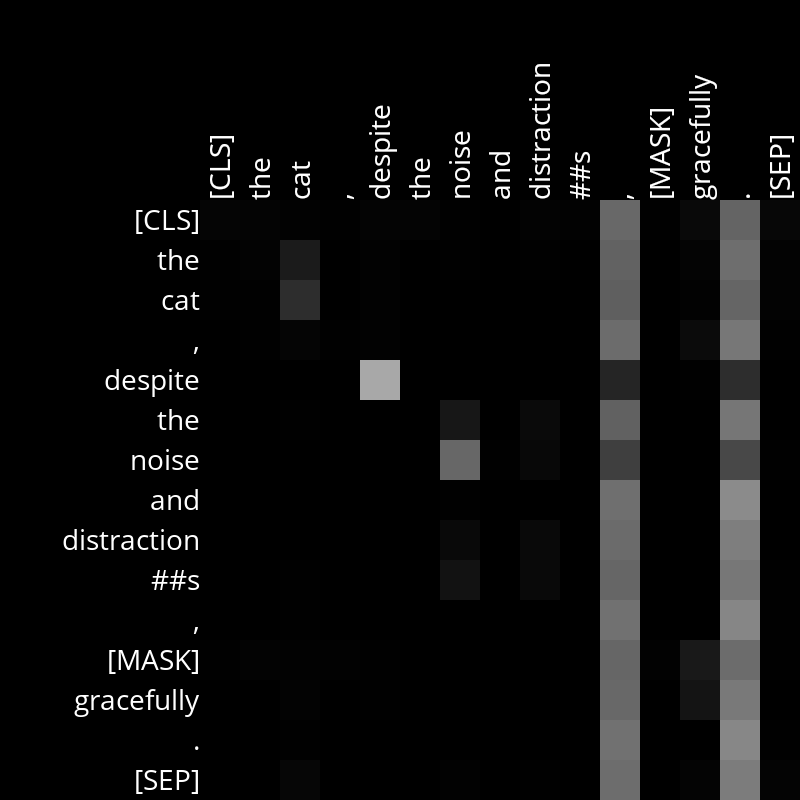 [CLS] the cat , despite the noise and distraction ##s , [MASK] gracefully . [SEP]
[CLS]
the
cat
,
despite
the
noise
and
distraction
##s
,
[MASK]
gracefully
.
[SEP]